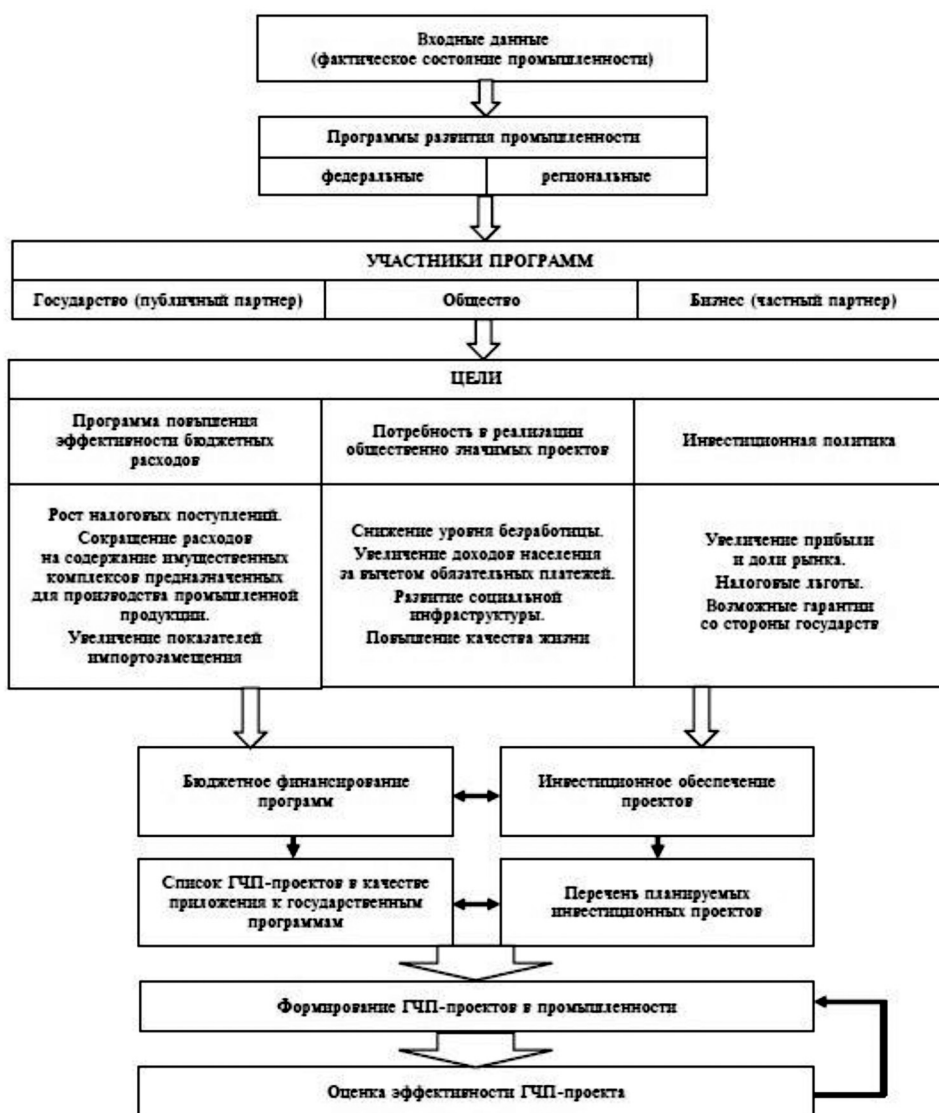 Входные данные
(фактическое состояние промышленности)
Программы развития промышленности
федеральные
региональные
УЧАСТНИКИ ПРОГРАММ
Государство (публичный партнер)
Общество
Бизнес (частный партнер)
ЦЕЛИ
Программа повышения
эффективности бюджетных
расходов
Потребность в реализации
общественно значимых проектов
Инвестиционная политика
Рост налоговых поступлений.
Сокращение расходов
на содержание имущественных
комплексов предназначенных
для производства промышленной
продукции.
Увеличение показателей
импортозамещения
Снижение уровня безработицы.
Увеличение доходов населения
за вычетом обязательных платежей.
Развитие социальной
инфраструктуры.
Повышение качества жизни
Увеличение прибыли
и доли рынка.
Налоговые льготы.
Возможные гарантии
со стороны государств
Бюджетное финансирование
программ
Инвестиционное обеспечение
проектов
Список ГЧП-проектов в качестве
приложения к государственным
программам
Перечень планируемых
инвестиционных проектов
Формирование ГЧП-проектов в промышленности
Оценка эффективности ГЧП-проекта